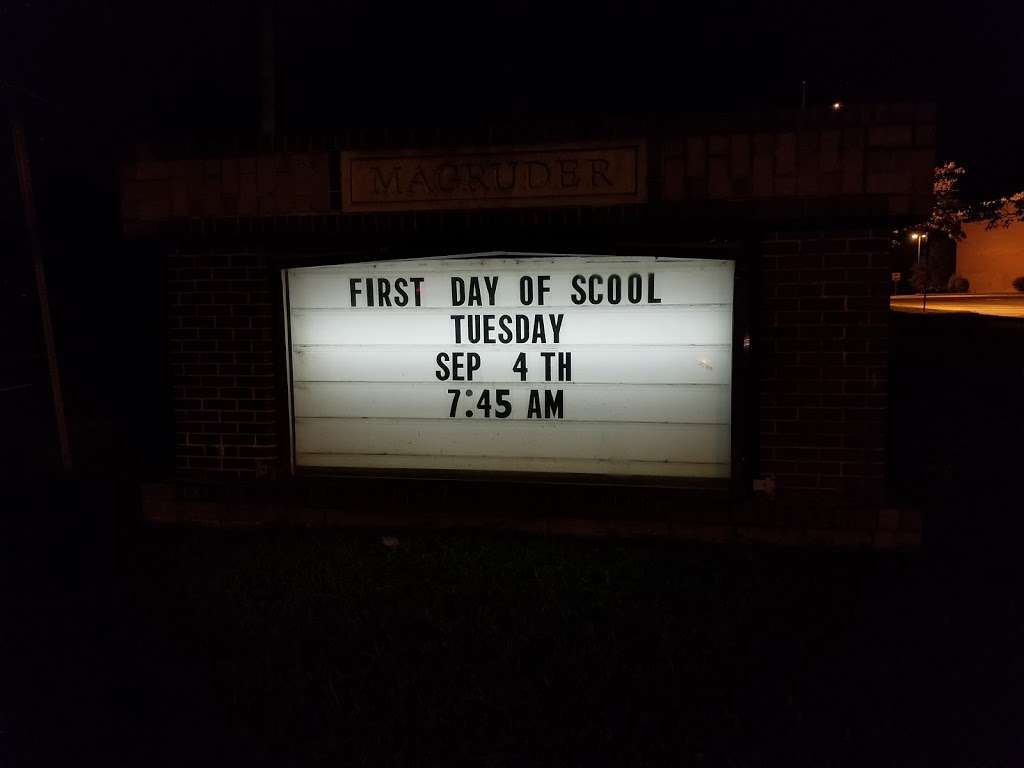 MAGRUDER
FIRST DAY OF SCOOL
TUESDAY
SEP 4 TH
7:45 AM